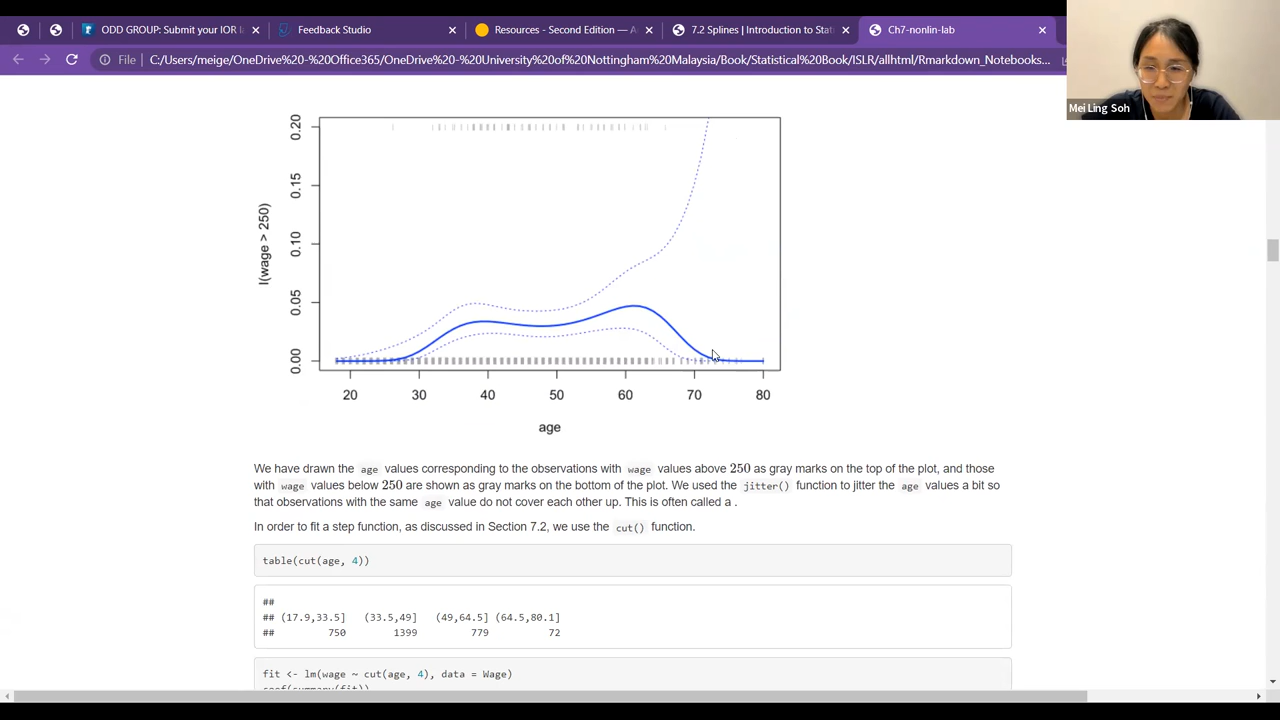 ODD GROUP: Submit your IOR
Feedback Studio
Resources - Second Edition — A
7.2 Splines | Introduction to Stat
Ch7-nonlin-lab
File
C:/Users/meige/OneDrive%20-%20Office365/OneDrive%20-%20University%20of%20Nottingham%20Malaysia/Book/Statistical%20Book/ISLR/allhtml/Rmarkdown_Notebooks...
Mei Ling Soh
0.20
0.15
0.10
0.05
0.00
I(wage > 250)
20 30 40 50 60 70 80
age
We have drawn the age values corresponding to the observations with wage values above 250 as gray marks on the top of the plot, and those
with wage values below 250 are shown as gray marks on the bottom of the plot. We used the jitter() function to jitter the age values a bit so
that observations with the same age value do not cover each other up. This is often called a .
In order to fit a step function, as discussed in Section 7.2, we use the cut() function.
table(cut(age, 4))
##
## (17.9,33.5] (33.5,49] (49,64.5] (64.5,80.1]
## 750 1399 779 72
fit <- lm(wage ~ cut(age, 4), data = Wage)
coef(summary(fit))